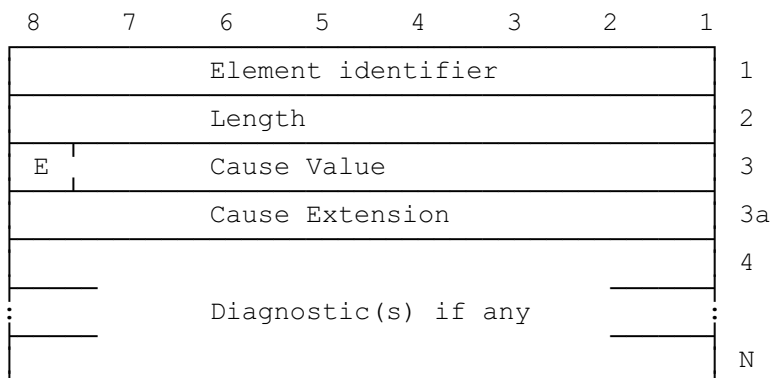 8 7 6 5 4 3 2 1
Element identifier 1
Length 2
E Cause Value 3
Cause Extension 3a
4
Diagnostic(s) if any
N